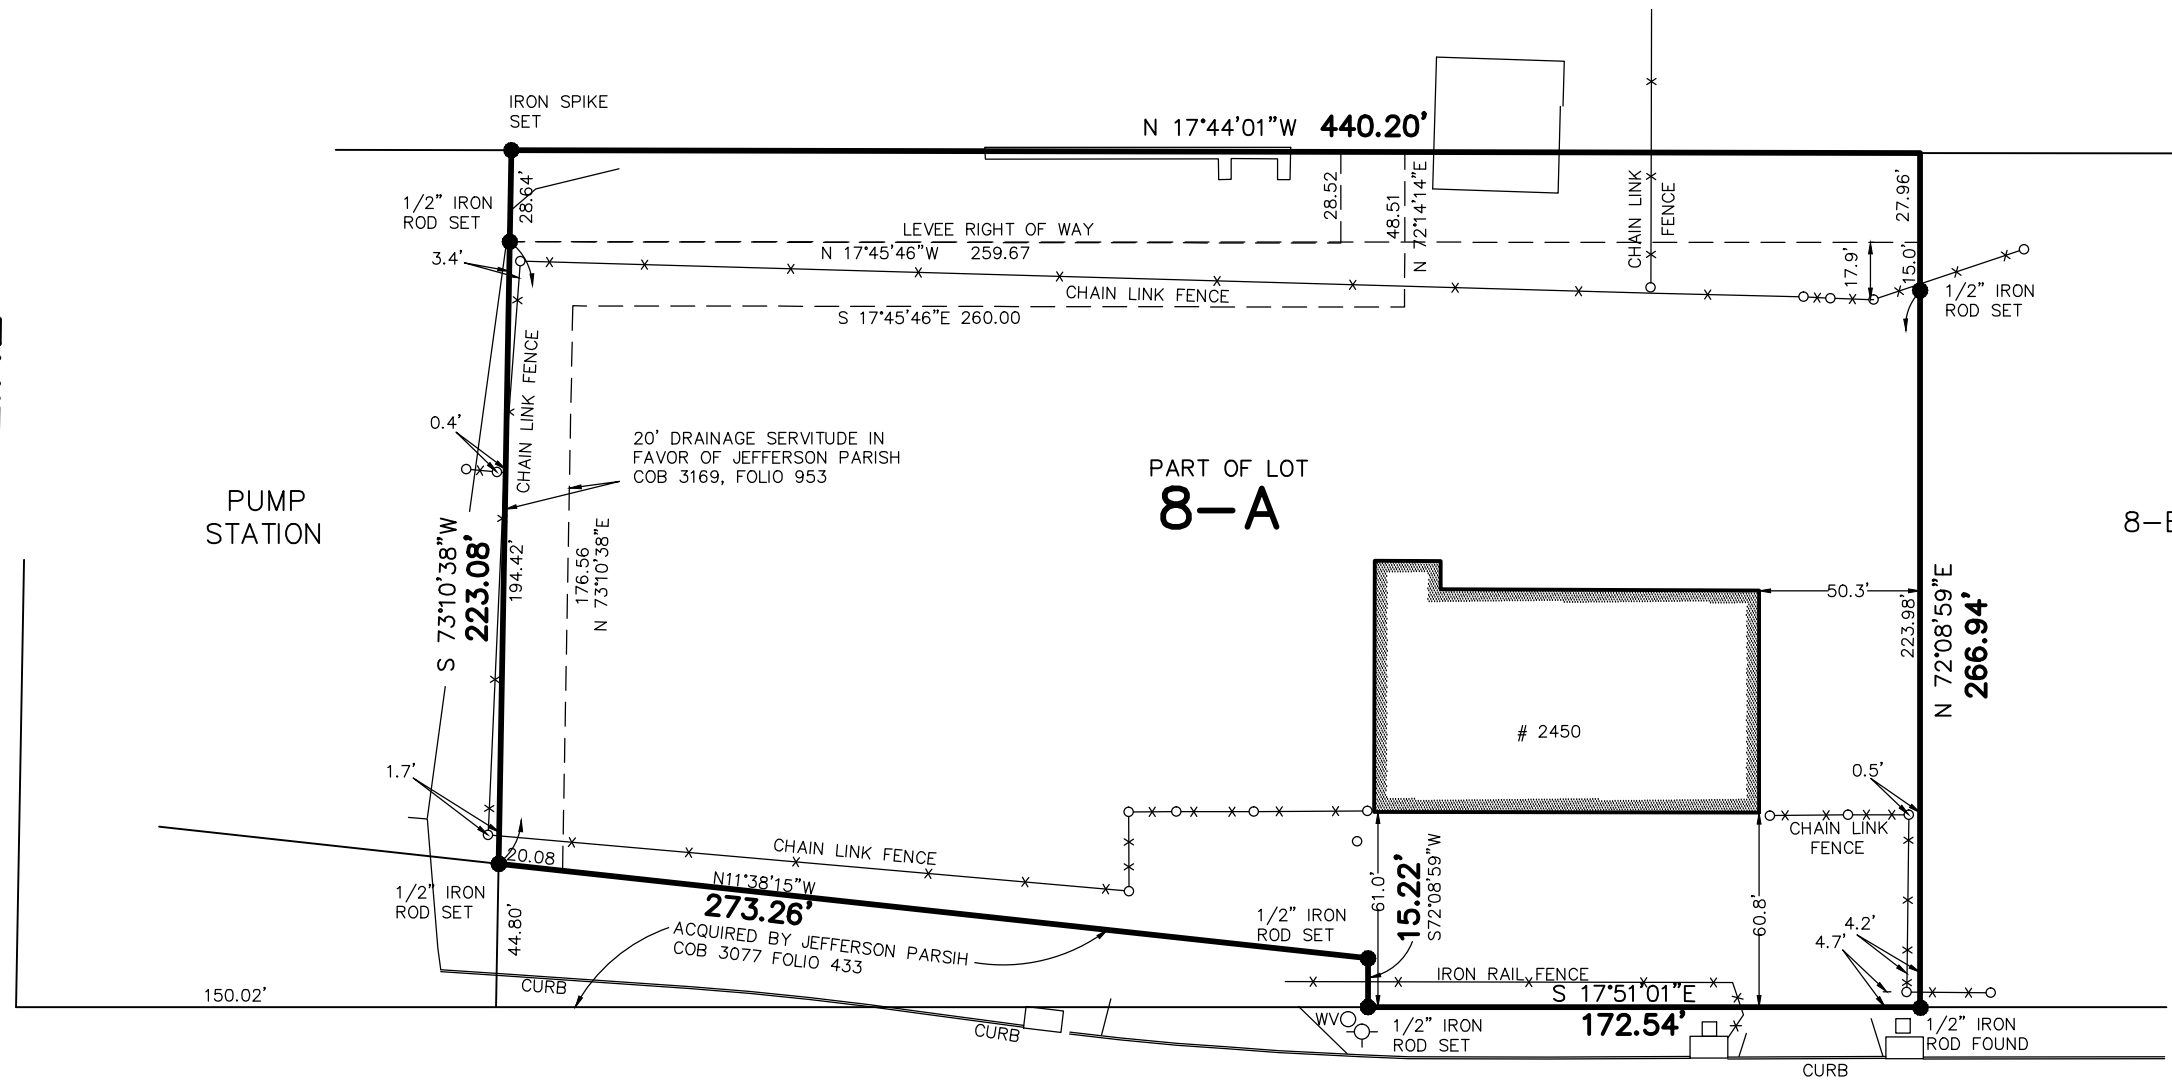 IRON SPIKE
SET
N 17°44'01"W 440.20'
1/2" IRON
ROD SET
28.64'
28.52
48.51
N 72°14'14"E
CHAIN LINK
FENCE
27.96'
LEVEE RIGHT OF WAY
N 17°45'46"W 259.67
3.4'
17.9'
15.0'
CHAIN LINK FENCE
S 17°45'46"E 260.00
1/2" IRON
ROD SET
CHAIN LINK FENCE
0.4'
20' DRAINAGE SERVITUDE IN
FAVOR OF JEFFERSON PARISH
COB 3169, FOLIO 953
PART OF LOT
8-A
PUMP
STATION
S 73°10'38"W
223.08'
194.42'
176.56
N 73°10'38"E
50.3'
223.98'
N 72°08'59"E
266.94'
# 2450
1.7'
0.5'
CHAIN LINK
FENCE
CHAIN LINK FENCE
20.08
N11°38'15"W
273.26'
1/2" IRON
ROD SET
44.80'
ACQUIRED BY JEFFERSON PARSIH
COB 3077 FOLIO 433
1/2" IRON
ROD SET
61.0'
15.22'
S72°08'59"W
60.8'
4.2'
4.7'
IRON RAIL FENCE
S 17°51'01"E
172.54'
150.02'
CURB
CURB
WV
1/2" IRON
ROD SET
1/2" IRON
ROD FOUND
CURB